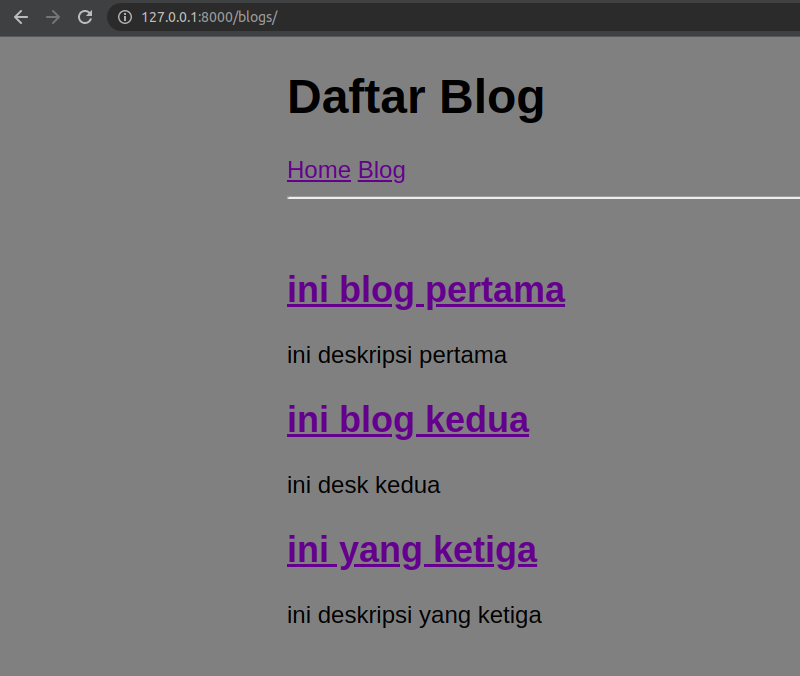 127.0.0.1:8000/blogs/
Daftar Blog
Home Blog
ini blog pertama
ini deskripsi pertama
ini blog kedua
ini desk kedua
ini yang ketiga
ini deskripsi yang ketiga